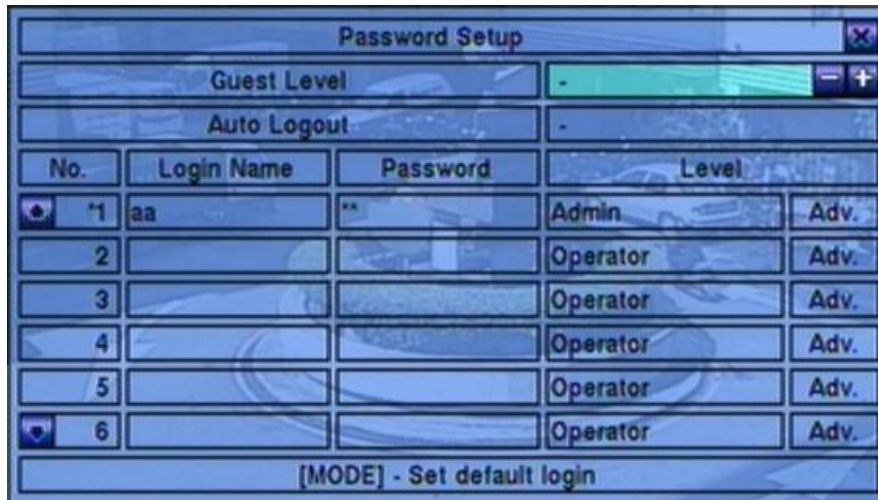 Password Setup
Guest Level -
Auto Logout -
No. Login Name Password Level
*1 aa ** Admin Adv.
2 Operator Adv.
3 Operator Adv.
4 Operator Adv.
5 Operator Adv.
6 Operator Adv.
[MODE] - Set default login